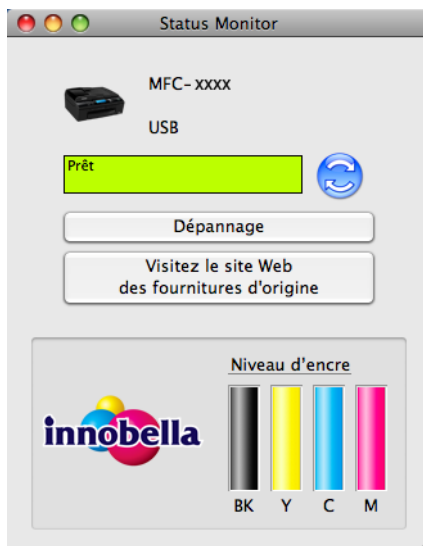 Status Monitor
MFC- xxxx
USB
Prêt
Dépannage
Visitez le site Web
des fournitures d'origine
Niveau d'encre
innobella
BK Y C M